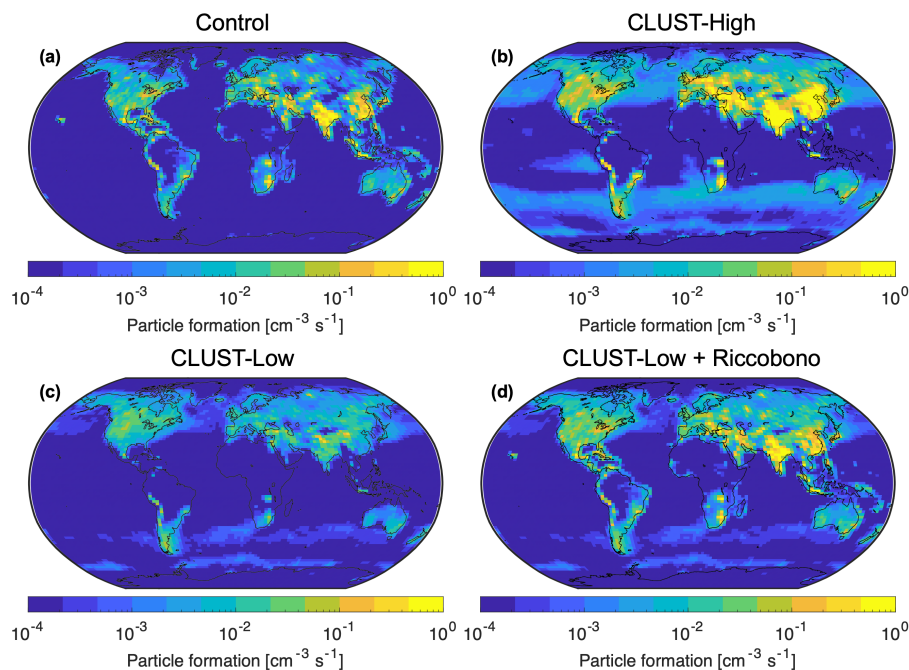 Control
CLUST-High
(a)
(b)
10^-4 10^-3 10^-2 10^-1 10^0
10^-4 10^-3 10^-2 10^-1 10^0
Particle formation [cm^-3 s^-1]
Particle formation [cm^-3 s^-1]
CLUST-Low
CLUST-Low + Riccobono
(c)
(d)
10^-4 10^-3 10^-2 10^-1 10^0
10^-4 10^-3 10^-2 10^-1 10^0
Particle formation [cm^-3 s^-1]
Particle formation [cm^-3 s^-1]